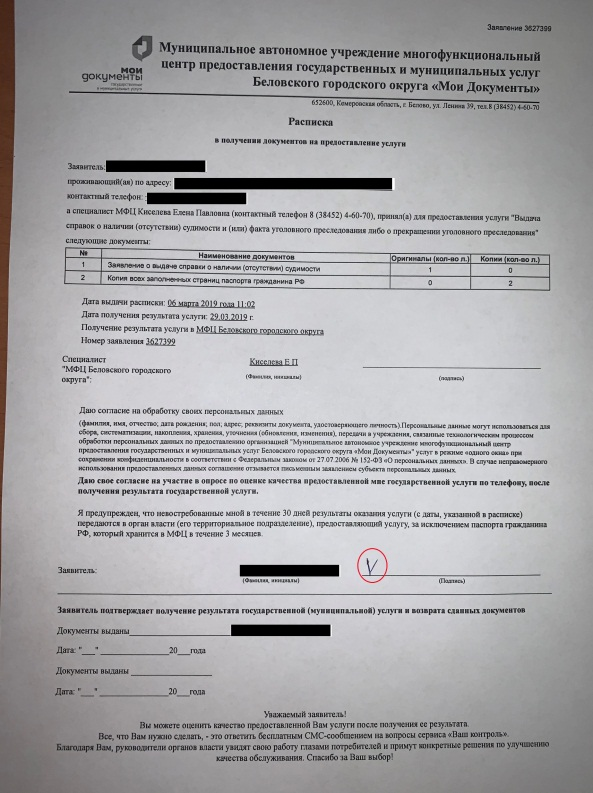 Заявление 3627399
мои
документы
государственные
и муниципальные услуги
Муниципальное автономное учреждение многофункциональный
центр предоставления государственных и муниципальных услуг
Беловского городского округа «Мои Документы»
652600, Кемеровская область, г. Белово, ул. Ленина 39, тел.8 (38452) 4-60-70
Расписка
в получении документов на предоставление услуги
Заявитель:
проживающий(ая) по адресу:
контактный телефон:
а специалист МФЦ Киселева Елена Павловна (контактный телефон 8 (38452) 4-60-70), принял(а) для предоставления услуги "Выдача
справок о наличии (отсутствии) судимости и (или) факта уголовного преследования либо о прекращении уголовного преследования"
следующие документы:
№ Наименование документов Оригиналы (кол-во л.) Копии (кол-во л.)
1 Заявление о выдаче справки о наличии (отсутствии) судимости 1 0
2 Копия всех заполненных страниц паспорта гражданина РФ 0 2
Дата выдачи расписки: 06 марта 2019 года 11:02
Дата получения результата услуги: 29.03.2019 г.
Получение результата услуги в МФЦ Беловского городского округа
Номер заявления 3627399
Специалист
"МФЦ Беловского городского
округа":
Киселева Е П
(Фамилия, инициалы) (подпись)
Даю согласие на обработку своих персональных данных
(фамилия, имя, отчество; дата рождения; пол; адрес; реквизиты документа, удостоверяющего личность).Персональные данные могут использоваться для
сбора, систематизации, накопления, хранения, уточнения (обновления, изменения), передачи в учреждения, связанные технологическим процессом
обработки персональных данных по предоставлению организацией "Муниципальное автономное учреждение многофункциональный центр
предоставления государственных и муниципальных услуг Беловского городского округа «Мои Документы»" услуг в режиме «одного окна» при
сохранении конфиденциальности в соответствии с Федеральным законом от 27.07.2006 № 152-ФЗ «О персональных данных». В случае неправомерного
использования предоставленных данных соглашение отзывается письменным заявлением субъекта персональных данных.
Даю свое согласие на участие в опросе по оценке качества предоставленной мне государственной услуги по телефону, после
получения результата государственной услуги.
Я предупрежден, что невостребованные мной в течение 30 дней результаты оказания услуги (с даты, указанной в расписке)
передаются в орган власти (его территориальное подразделение), предоставляющий услугу, за исключением паспорта гражданина
РФ, который хранится в МФЦ в течение 3 месяцев.
Заявитель: V
(Фамилия, инициалы) (Подпись)
Заявитель подтверждает получение результата государственной (муниципальной) услуги и возврата сданных документов
Документы выданы
Дата: "___" ________________20___года
Документы выданы ________________
Дата: "___" ________________20___года
Уважаемый заявитель!
Вы можете оценить качество предоставленной Вам услуги после получения ее результата.
Все, что Вам нужно сделать, - это ответить бесплатным СМС-сообщением на вопросы сервиса «Ваш контроль».
Благодаря Вам, руководители органов власти увидят свою работу глазами потребителей и примут конкретные решения по улучшению
качества обслуживания. Спасибо за Ваш выбор!